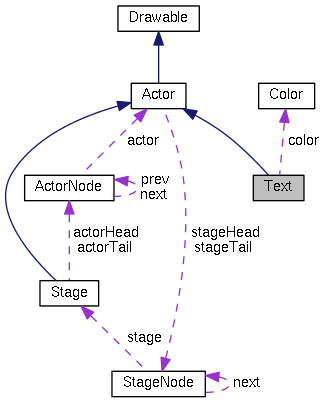 Drawable
Actor
Color
actor
color
ActorNode
prev
next
Text
actorHead
actorTail
stageHead
stageTail
Stage
stage
StageNode
next